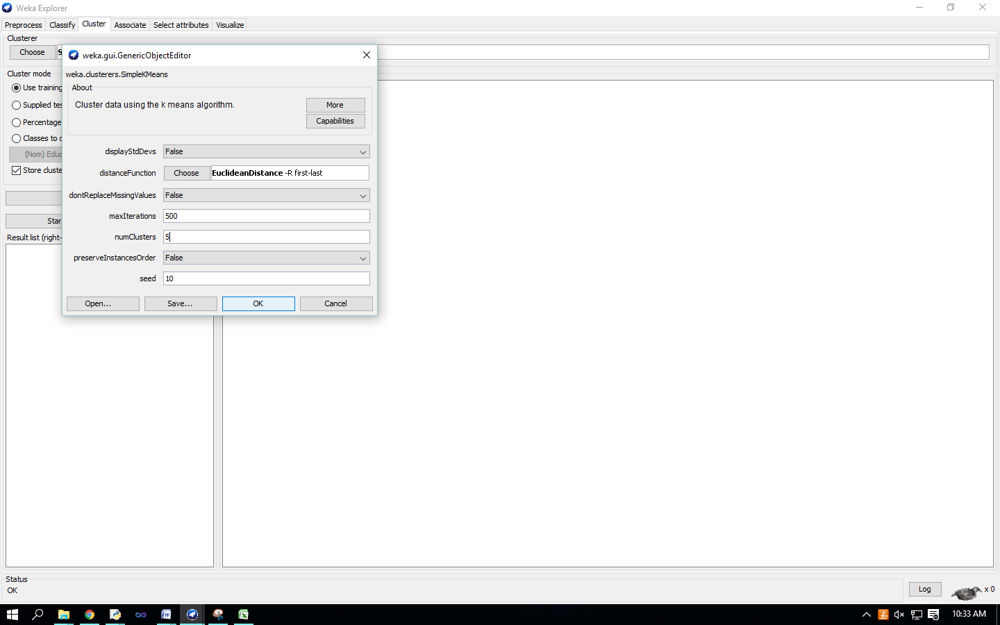 Weka Explorer
Preprocess Classify Cluster Associate Select attributes Visualize
Clusterer
Choose
weka.gui.GenericObjectEditor
weka.clusterers.SimpleKMeans
About
Cluster data using the k means algorithm.
More
Capabilities
displayStdDevs False
distanceFunction Choose EuclideanDistance -R first-last
dontReplaceMissingValues False
maxIterations 500
numClusters 5
preserveInstancesOrder False
seed 10
Open... Save... OK Cancel
Cluster mode
Use training
Supplied tes
Percentage
Classes to c
(Nom) Educ
Store cluste
Star
Result list (right-
Status
OK
Log
x 0
10:33 AM